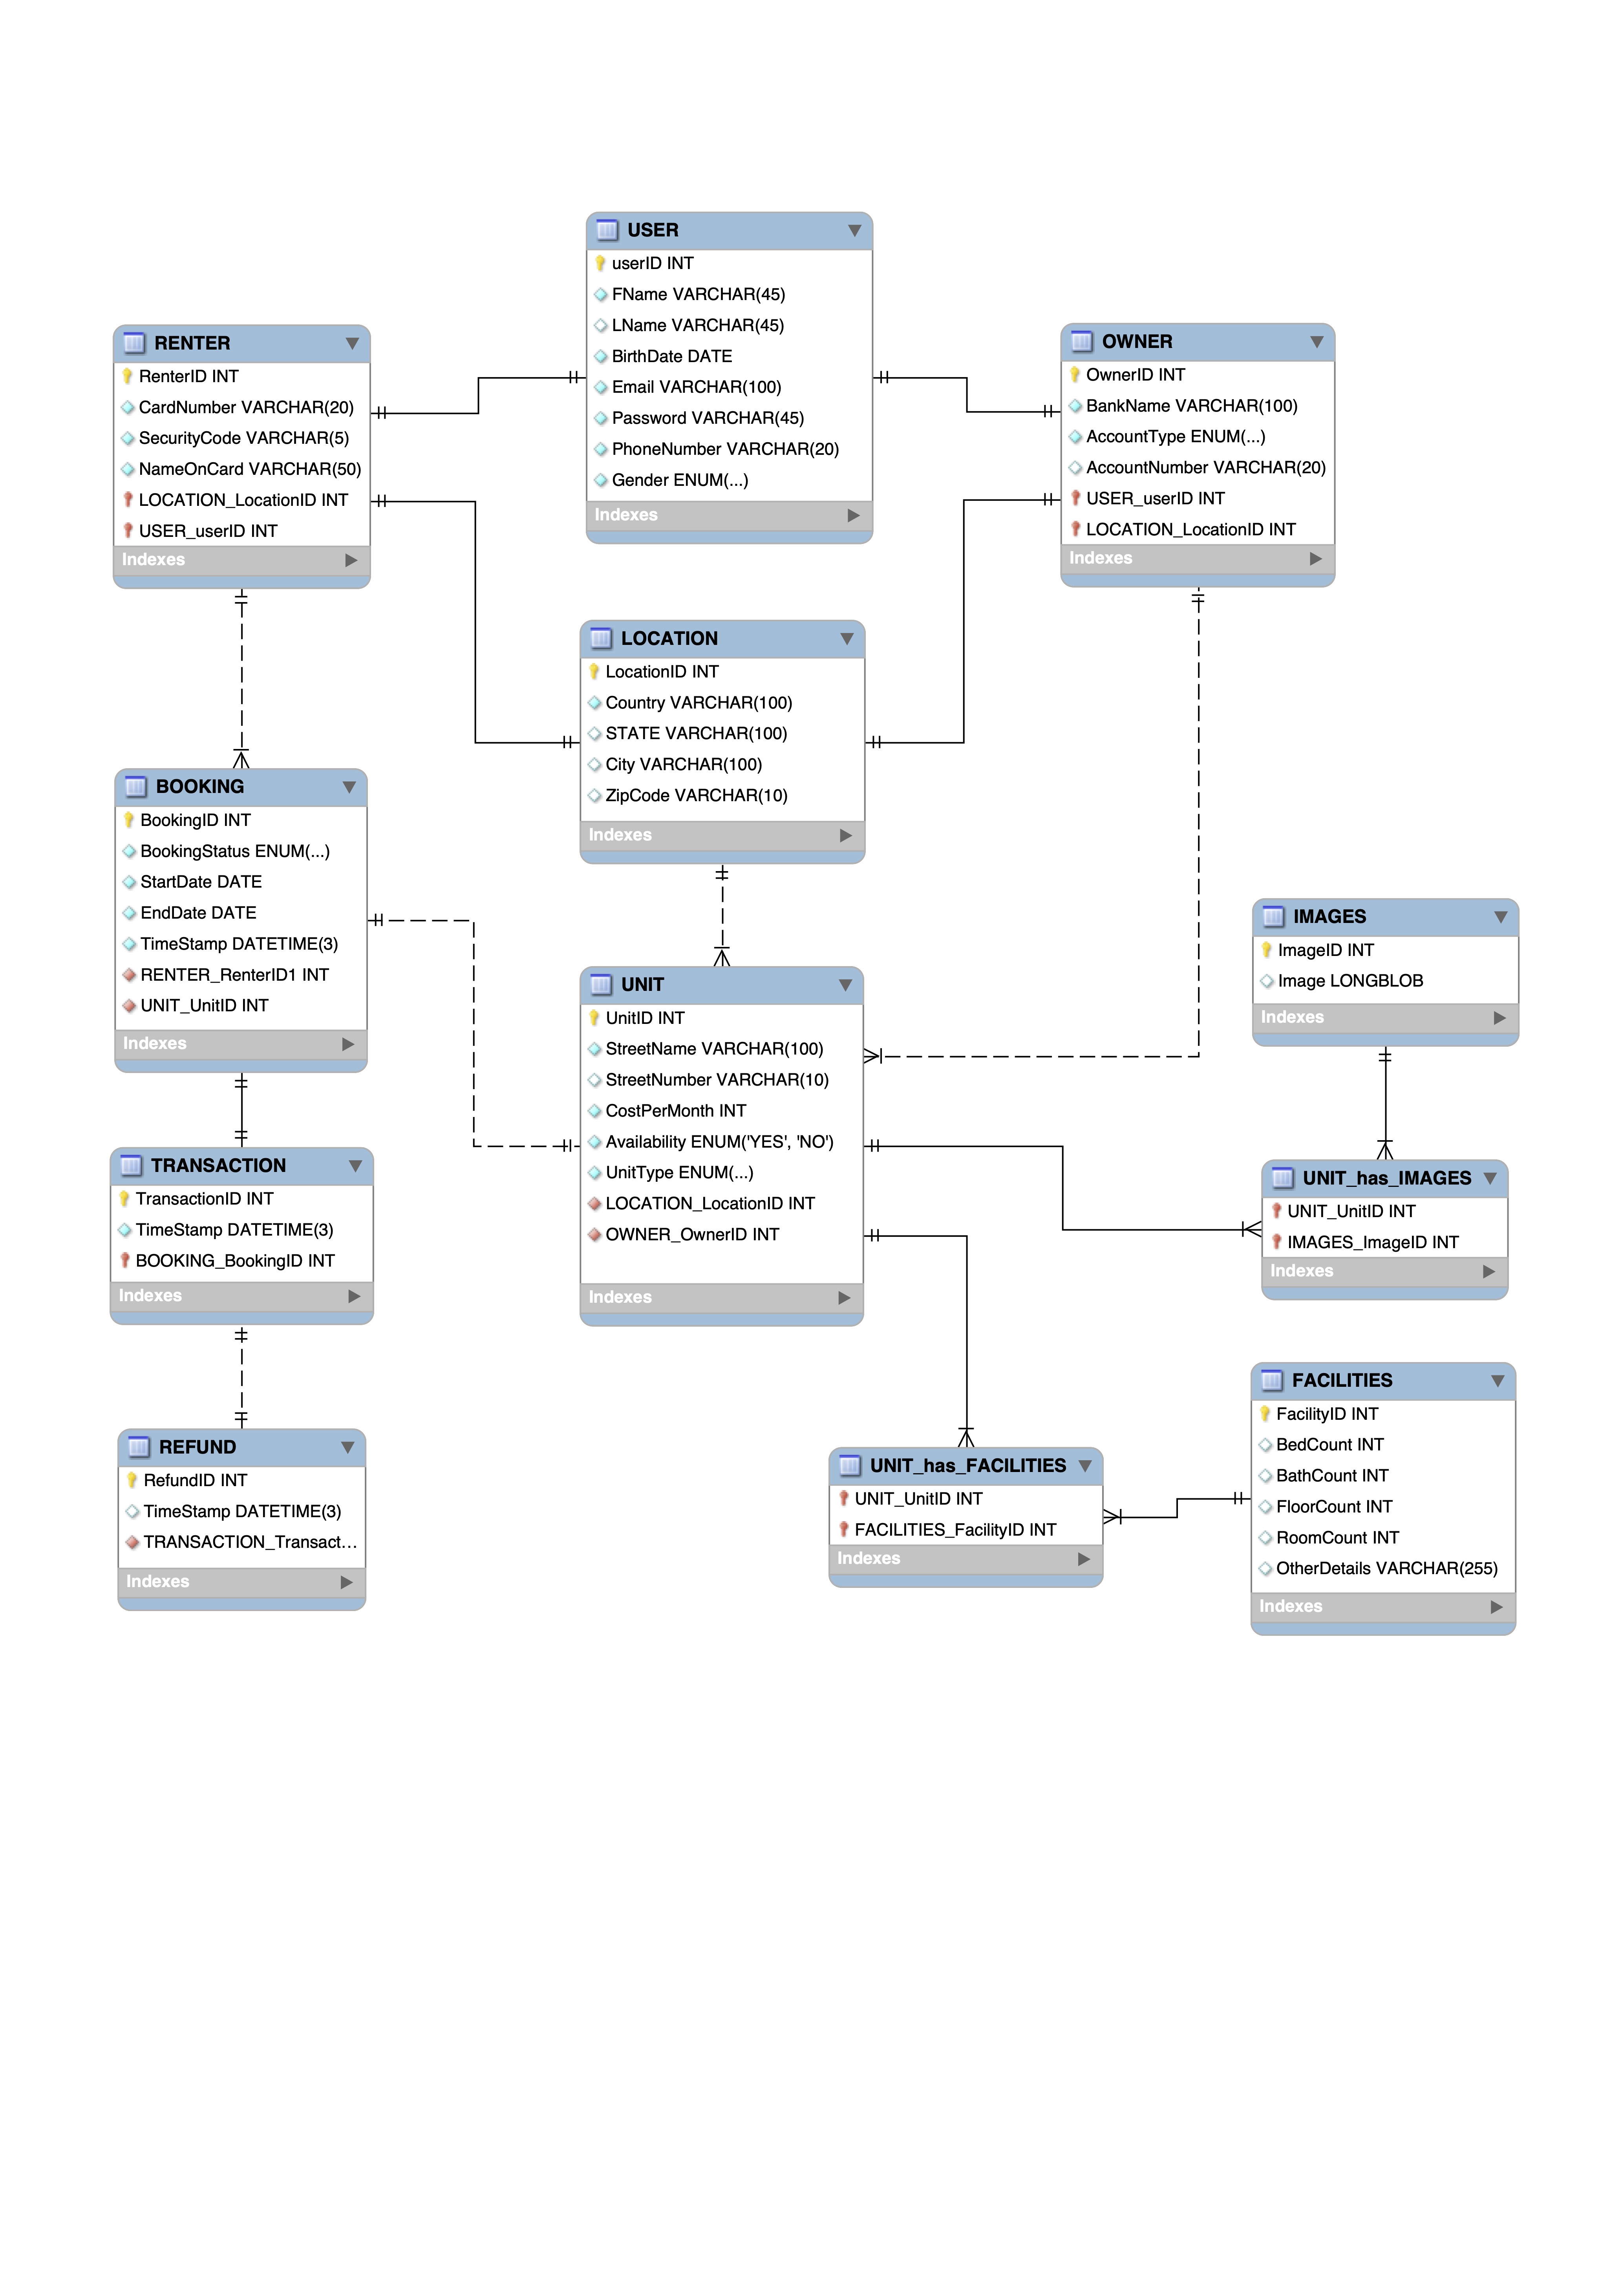 USER
userID INT
FName VARCHAR(45)
LName VARCHAR(45)
BirthDate DATE
Email VARCHAR(100)
Password VARCHAR(45)
PhoneNumber VARCHAR(20)
Gender ENUM(...)
Indexes
RENTER
RenterID INT
CardNumber VARCHAR(20)
SecurityCode VARCHAR(5)
NameOnCard VARCHAR(50)
LOCATION_LocationID INT
USER_userID INT
Indexes
OWNER
OwnerID INT
BankName VARCHAR(100)
AccountType ENUM(...)
AccountNumber VARCHAR(20)
USER_userID INT
LOCATION_LocationID INT
Indexes
LOCATION
LocationID INT
Country VARCHAR(100)
STATE VARCHAR(100)
City VARCHAR(100)
ZipCode VARCHAR(10)
Indexes
BOOKING
BookingID INT
BookingStatus ENUM(...)
StartDate DATE
EndDate DATE
TimeStamp DATETIME(3)
RENTER_RenterID1 INT
UNIT_UnitID INT
Indexes
UNIT
UnitID INT
StreetName VARCHAR(100)
StreetNumber VARCHAR(10)
CostPerMonth INT
Availability ENUM('YES', 'NO')
UnitType ENUM(...)
LOCATION_LocationID INT
OWNER_OwnerID INT
Indexes
IMAGES
ImageID INT
Image LONGBLOB
Indexes
TRANSACTION
TransactionID INT
TimeStamp DATETIME(3)
BOOKING_BookingID INT
Indexes
UNIT_has_IMAGES
UNIT_UnitID INT
IMAGES_ImageID INT
Indexes
REFUND
RefundID INT
TimeStamp DATETIME(3)
TRANSACTION_Transact...
Indexes
UNIT_has_FACILITIES
UNIT_UnitID INT
FACILITIES_FacilityID INT
Indexes
FACILITIES
FacilityID INT
BedCount INT
BathCount INT
FloorCount INT
RoomCount INT
OtherDetails VARCHAR(255)
Indexes